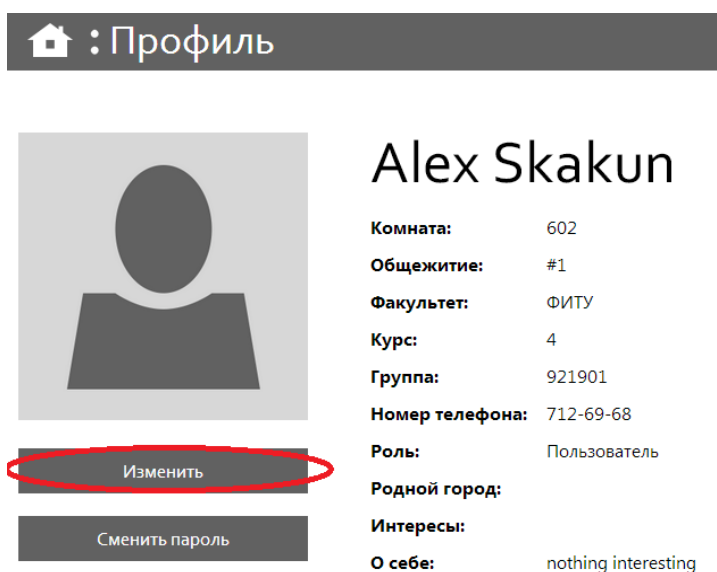 : Профиль
Alex Skakun
Комната: 602
Общежитие: #1
Факультет: ФИТУ
Курс: 4
Группа: 921901
Номер телефона: 712-69-68
Роль: Пользователь
Родной город:
Интересы:
О себе: nothing interesting
Изменить
Сменить пароль